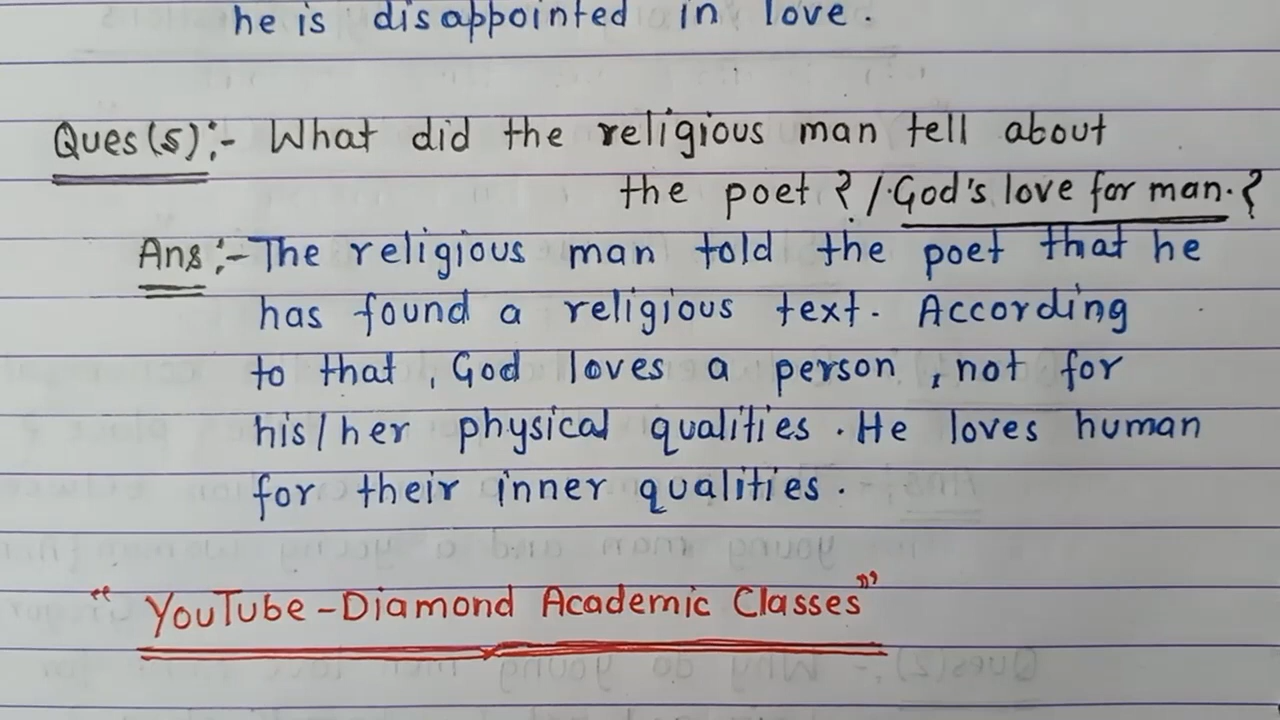 he is disappointed in love.
Ques(5):- What did the religious man tell about
the poet? /.God's love for man.?
Ans:- The religious man told the poet that he
has found a religious text. According
to that, God loves a person, not for
his/her physical qualities. He loves human
for their inner qualities.
"YouTube-Diamond Academic Classes"